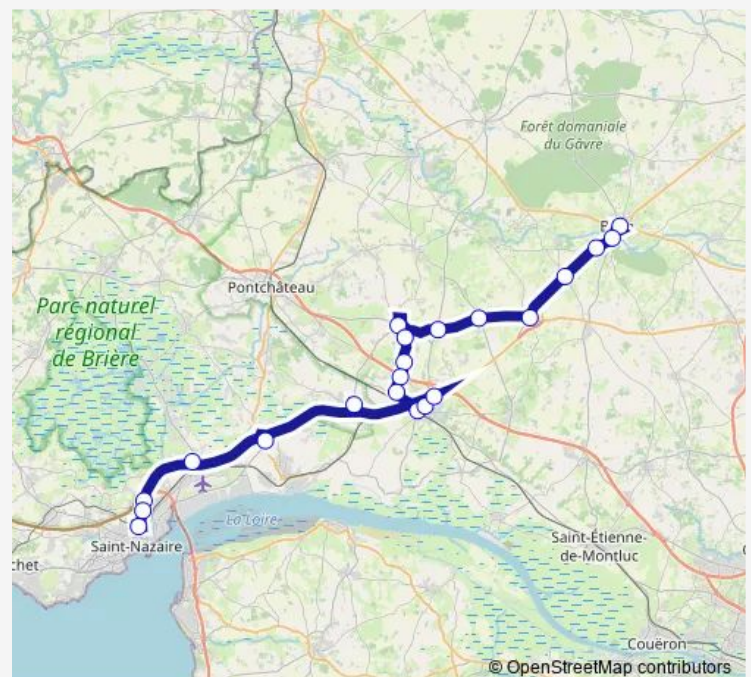 Forêt domaniale
du Gâvre
Pontchâteau
Parc naturel
régional
de Brière
La Loire
Saint-Nazaire
Saint-Étienne-
de-Montluc
chet
Couëron
© OpenStreetMap contributors